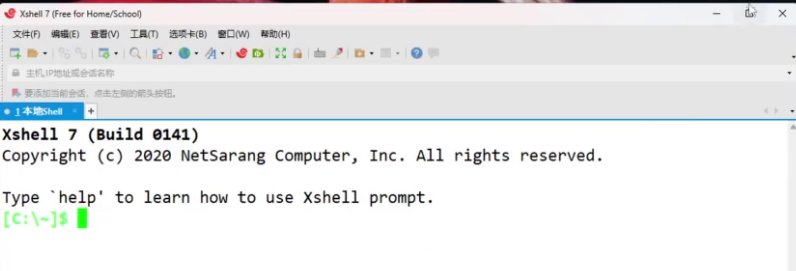 Xshell 7 (Free for Home/School)
文件(F) 编辑(E) 查看(V) 工具(T) 选项卡(B) 窗口(W) 帮助(H)
主机,IP地址或会话名称
要添加当前会话，点击左侧的箭头按钮。
1 本地Shell × +
Xshell 7 (Build 0141)
Copyright (c) 2020 NetSarang Computer, Inc. All rights reserved.
Type `help' to learn how to use Xshell prompt.
[C:\~]$